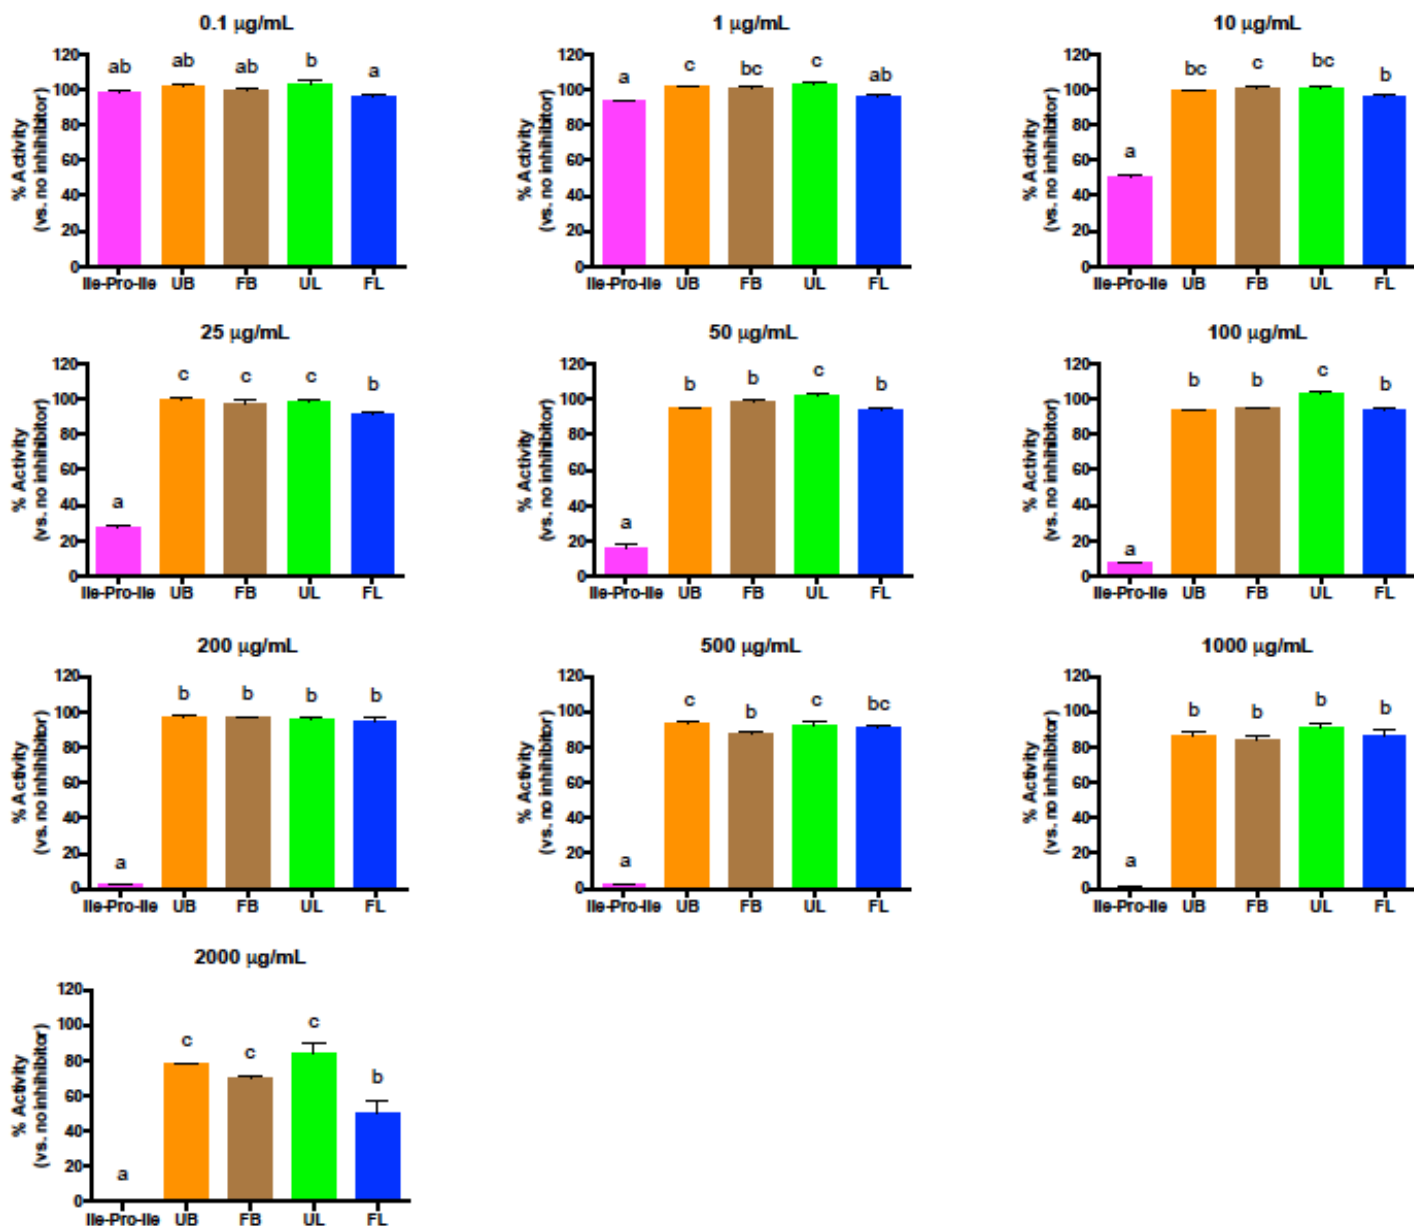 0.1 µg/mL
% Activity
(vs. no inhibitor)
120
100
80
60
40
20
0
ab
ab
ab
b
a
Ile-Pro-Ile UB FB UL FL
1 µg/mL
% Activity
(vs. no inhibitor)
120
100
80
60
40
20
0
a
c
bc
c
ab
Ile-Pro-Ile UB FB UL FL
10 µg/mL
% Activity
(vs. no inhibitor)
120
100
80
60
40
20
0
a
bc
c
bc
b
Ile-Pro-Ile UB FB UL FL
25 µg/mL
% Activity
(vs. no inhibitor)
120
100
80
60
40
20
0
a
c
c
c
b
Ile-Pro-Ile UB FB UL FL
50 µg/mL
% Activity
(vs. no inhibitor)
120
100
80
60
40
20
0
a
b
b
c
b
Ile-Pro-Ile UB FB UL FL
100 µg/mL
% Activity
(vs. no inhibitor)
120
100
80
60
40
20
0
a
b
b
c
b
Ile-Pro-Ile UB FB UL FL
200 µg/mL
% Activity
(vs. no inhibitor)
120
100
80
60
40
20
0
a
b
b
b
b
Ile-Pro-Ile UB FB UL FL
500 µg/mL
% Activity
(vs. no inhibitor)
120
100
80
60
40
20
0
a
c
b
c
bc
Ile-Pro-Ile UB FB UL FL
1000 µg/mL
% Activity
(vs. no inhibitor)
120
100
80
60
40
20
0
a
b
b
b
b
Ile-Pro-Ile UB FB UL FL
2000 µg/mL
% Activity
(vs. no inhibitor)
120
100
80
60
40
20
0
a
c
c
c
b
Ile-Pro-Ile UB FB UL FL